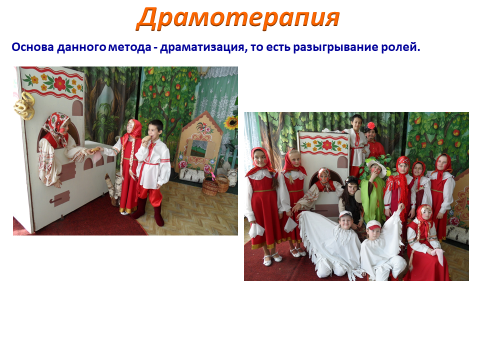 Драмотерапия
Основа данного метода - драматизация, то есть разыгрывание ролей.